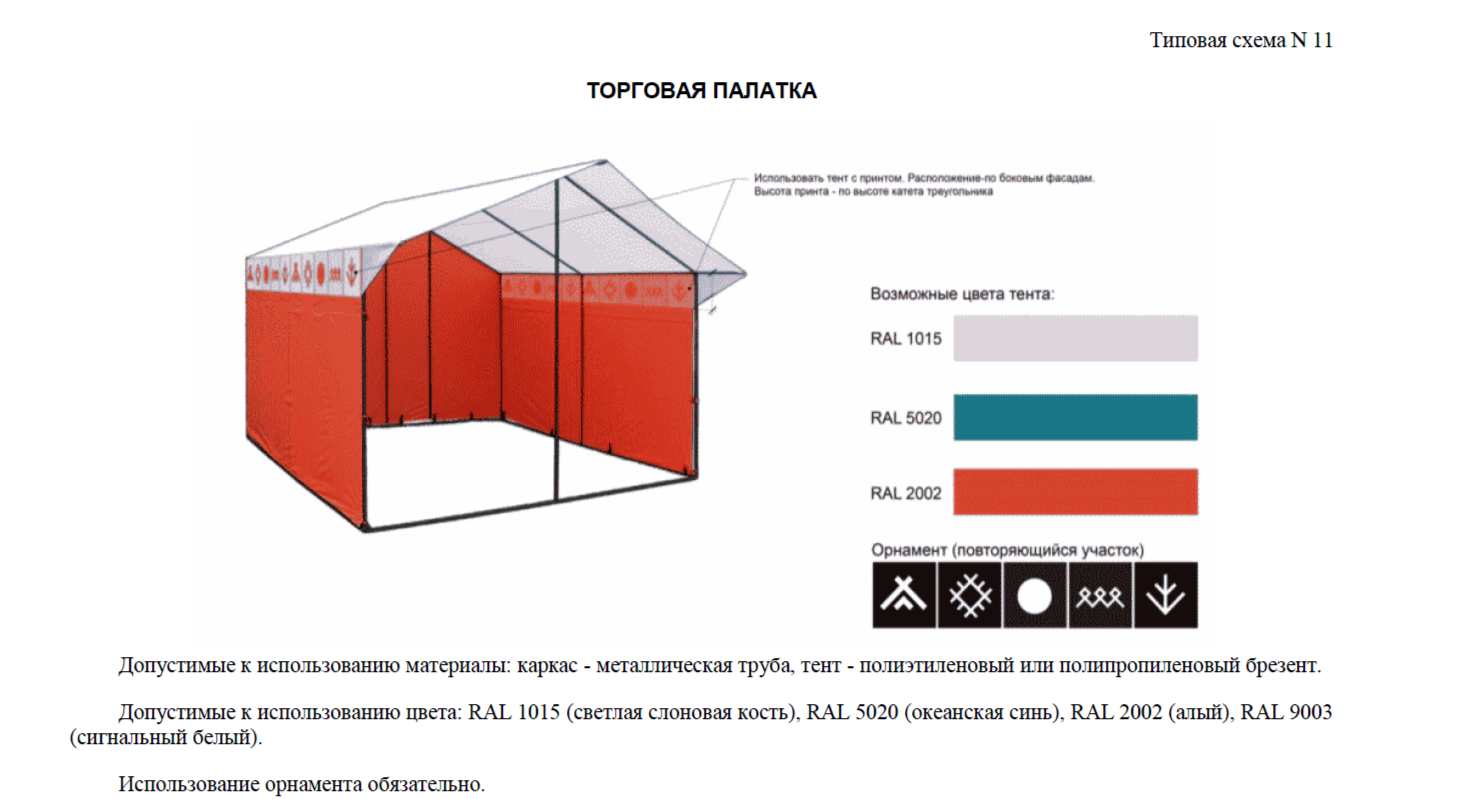 Типовая схема N 11
ТОРГОВАЯ ПАЛАТКА
Использовать тент с принтом. Расположение-по боковым фасадам.
Высота принта - по высоте катета треугольника
Возможные цвета тента:
RAL 1015
RAL 5020
RAL 2002
Орнамент (повторяющийся участок)
Допустимые к использованию материалы: каркас - металлическая труба, тент - полиэтиленовый или полипропиленовый брезент.
Допустимые к использованию цвета: RAL 1015 (светлая слоновая кость), RAL 5020 (океанская синь), RAL 2002 (алый), RAL 9003
(сигнальный белый).
Использование орнамента обязательно.